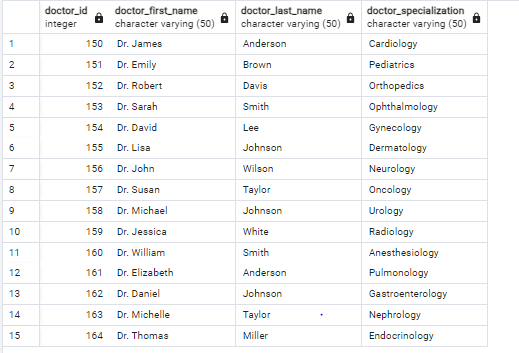 doctor_id doctor_first_name doctor_last_name doctor_specialization
integer character varying (50) character varying (50) character varying (50)
1 150 Dr. James Anderson Cardiology
2 151 Dr. Emily Brown Pediatrics
3 152 Dr. Robert Davis Orthopedics
4 153 Dr. Sarah Smith Ophthalmology
5 154 Dr. David Lee Gynecology
6 155 Dr. Lisa Johnson Dermatology
7 156 Dr. John Wilson Neurology
8 157 Dr. Susan Taylor Oncology
9 158 Dr. Michael Johnson Urology
10 159 Dr. Jessica White Radiology
11 160 Dr. William Smith Anesthesiology
12 161 Dr. Elizabeth Anderson Pulmonology
13 162 Dr. Daniel Johnson Gastroenterology
14 163 Dr. Michelle Taylor Nephrology
15 164 Dr. Thomas Miller Endocrinology